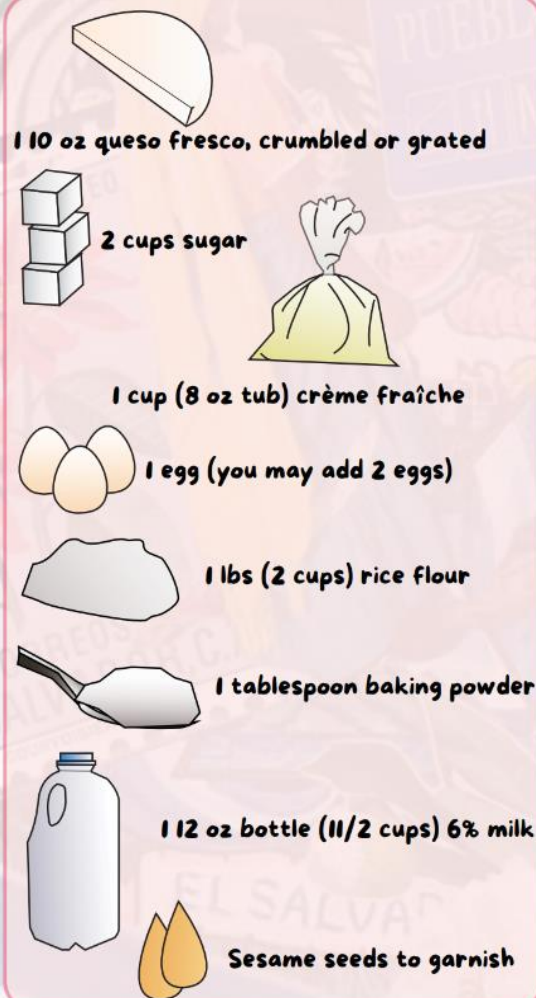 1 10 oz queso fresco, crumbled or grated
2 cups sugar
1 cup (8 oz tub) crème fraîche
1 egg (you may add 2 eggs)
1 lbs (2 cups) rice flour
1 tablespoon baking powder
1 12 oz bottle (11/2 cups) 6% milk
EL SALVA
Sesame seeds to garnish